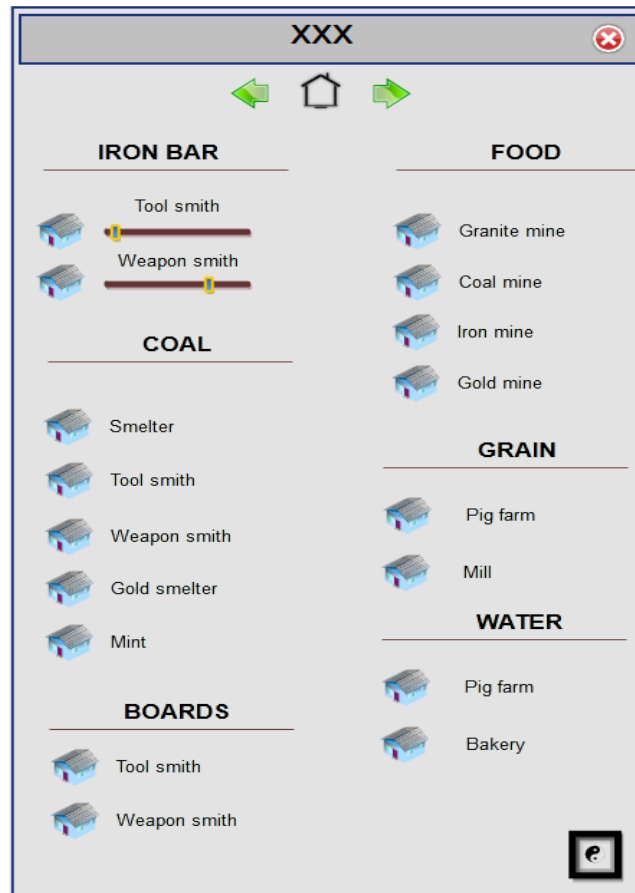 XXX
IRON BAR
Tool smith
Weapon smith
COAL
Smelter
Tool smith
Weapon smith
Gold smelter
Mint
BOARDS
Tool smith
Weapon smith
FOOD
Granite mine
Coal mine
Iron mine
Gold mine
GRAIN
Pig farm
Mill
WATER
Pig farm
Bakery